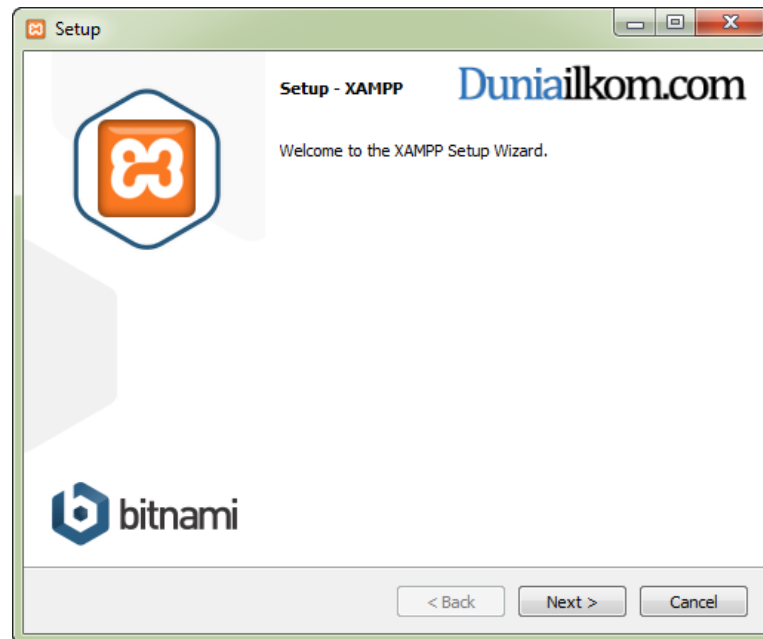 Setup
Setup - XAMPP
Duniailkom.com
Welcome to the XAMPP Setup Wizard.
bitnami
< Back
Next >
Cancel